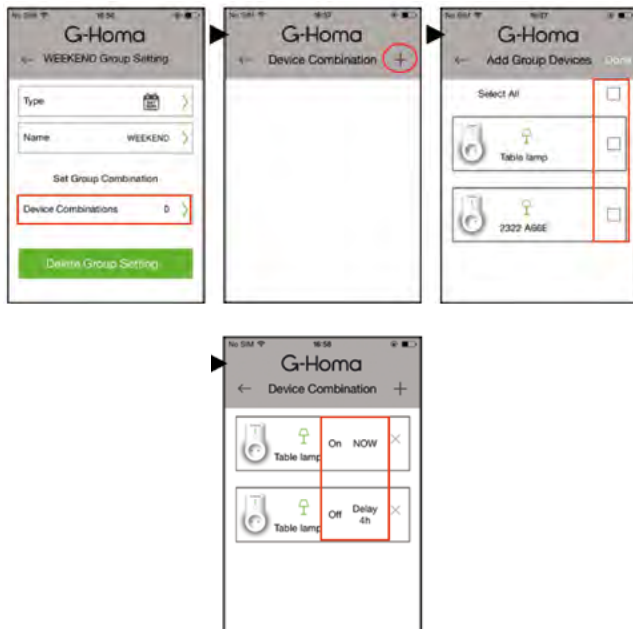 No SIM 16:56
G-Homa
← WEEKEND Group Setting
Type
Name WEEKEND
Set Group Combination
Device Combinations 0
Delete Group Setting
No SIM 16:57
G-Homa
← Device Combination +
No SIM 16:57
G-Homa
← Add Group Devices Done
Select All
Table lamp
2322 A66E
No SIM 16:58
G-Homa
← Device Combination +
On NOW
Table lamp
Off Delay
4h
Table lamp